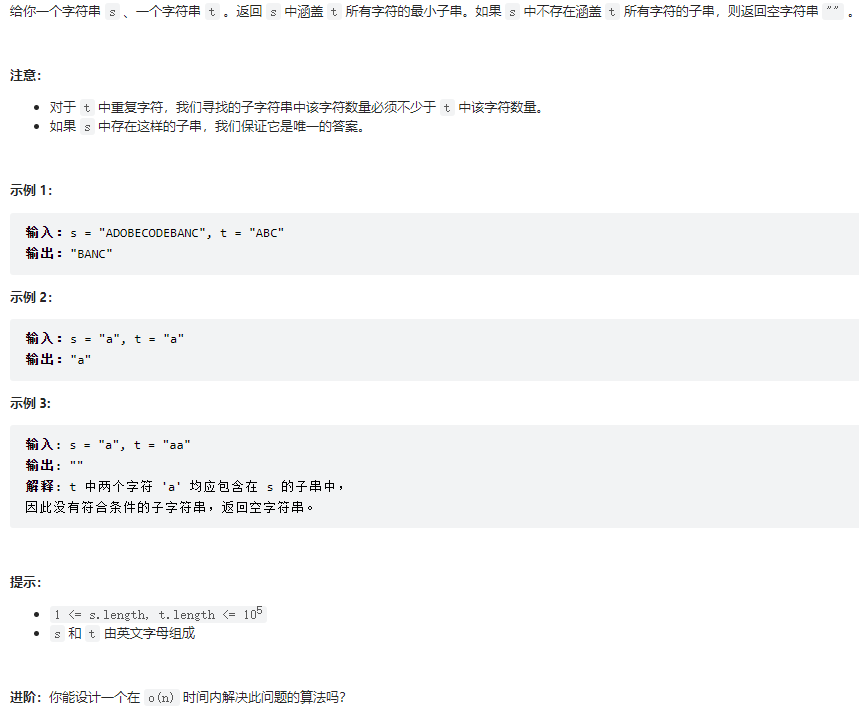 给你一个字符串 s 、一个字符串 t 。返回 s 中涵盖 t 所有字符的最小子串。如果 s 中不存在涵盖 t 所有字符的子串，则返回空字符串 "" 。
注意：
• 对于 t 中重复字符，我们寻找的子字符串中该字符数量必须不少于 t 中该字符数量。
• 如果 s 中存在这样的子串，我们保证它是唯一的答案。
示例 1：
输入：s = "ADOBECODEBANC", t = "ABC"
输出："BANC"
示例 2：
输入：s = "a", t = "a"
输出："a"
示例 3:
输入: s = "a", t = "aa"
输出: ""
解释: t 中两个字符 'a' 均应包含在 s 的子串中，
因此没有符合条件的子字符串，返回空字符串。
提示：
• 1 <= s.length, t.length <= 10⁵
• s 和 t 由英文字母组成
进阶：你能设计一个在 o(n) 时间内解决此问题的算法吗？